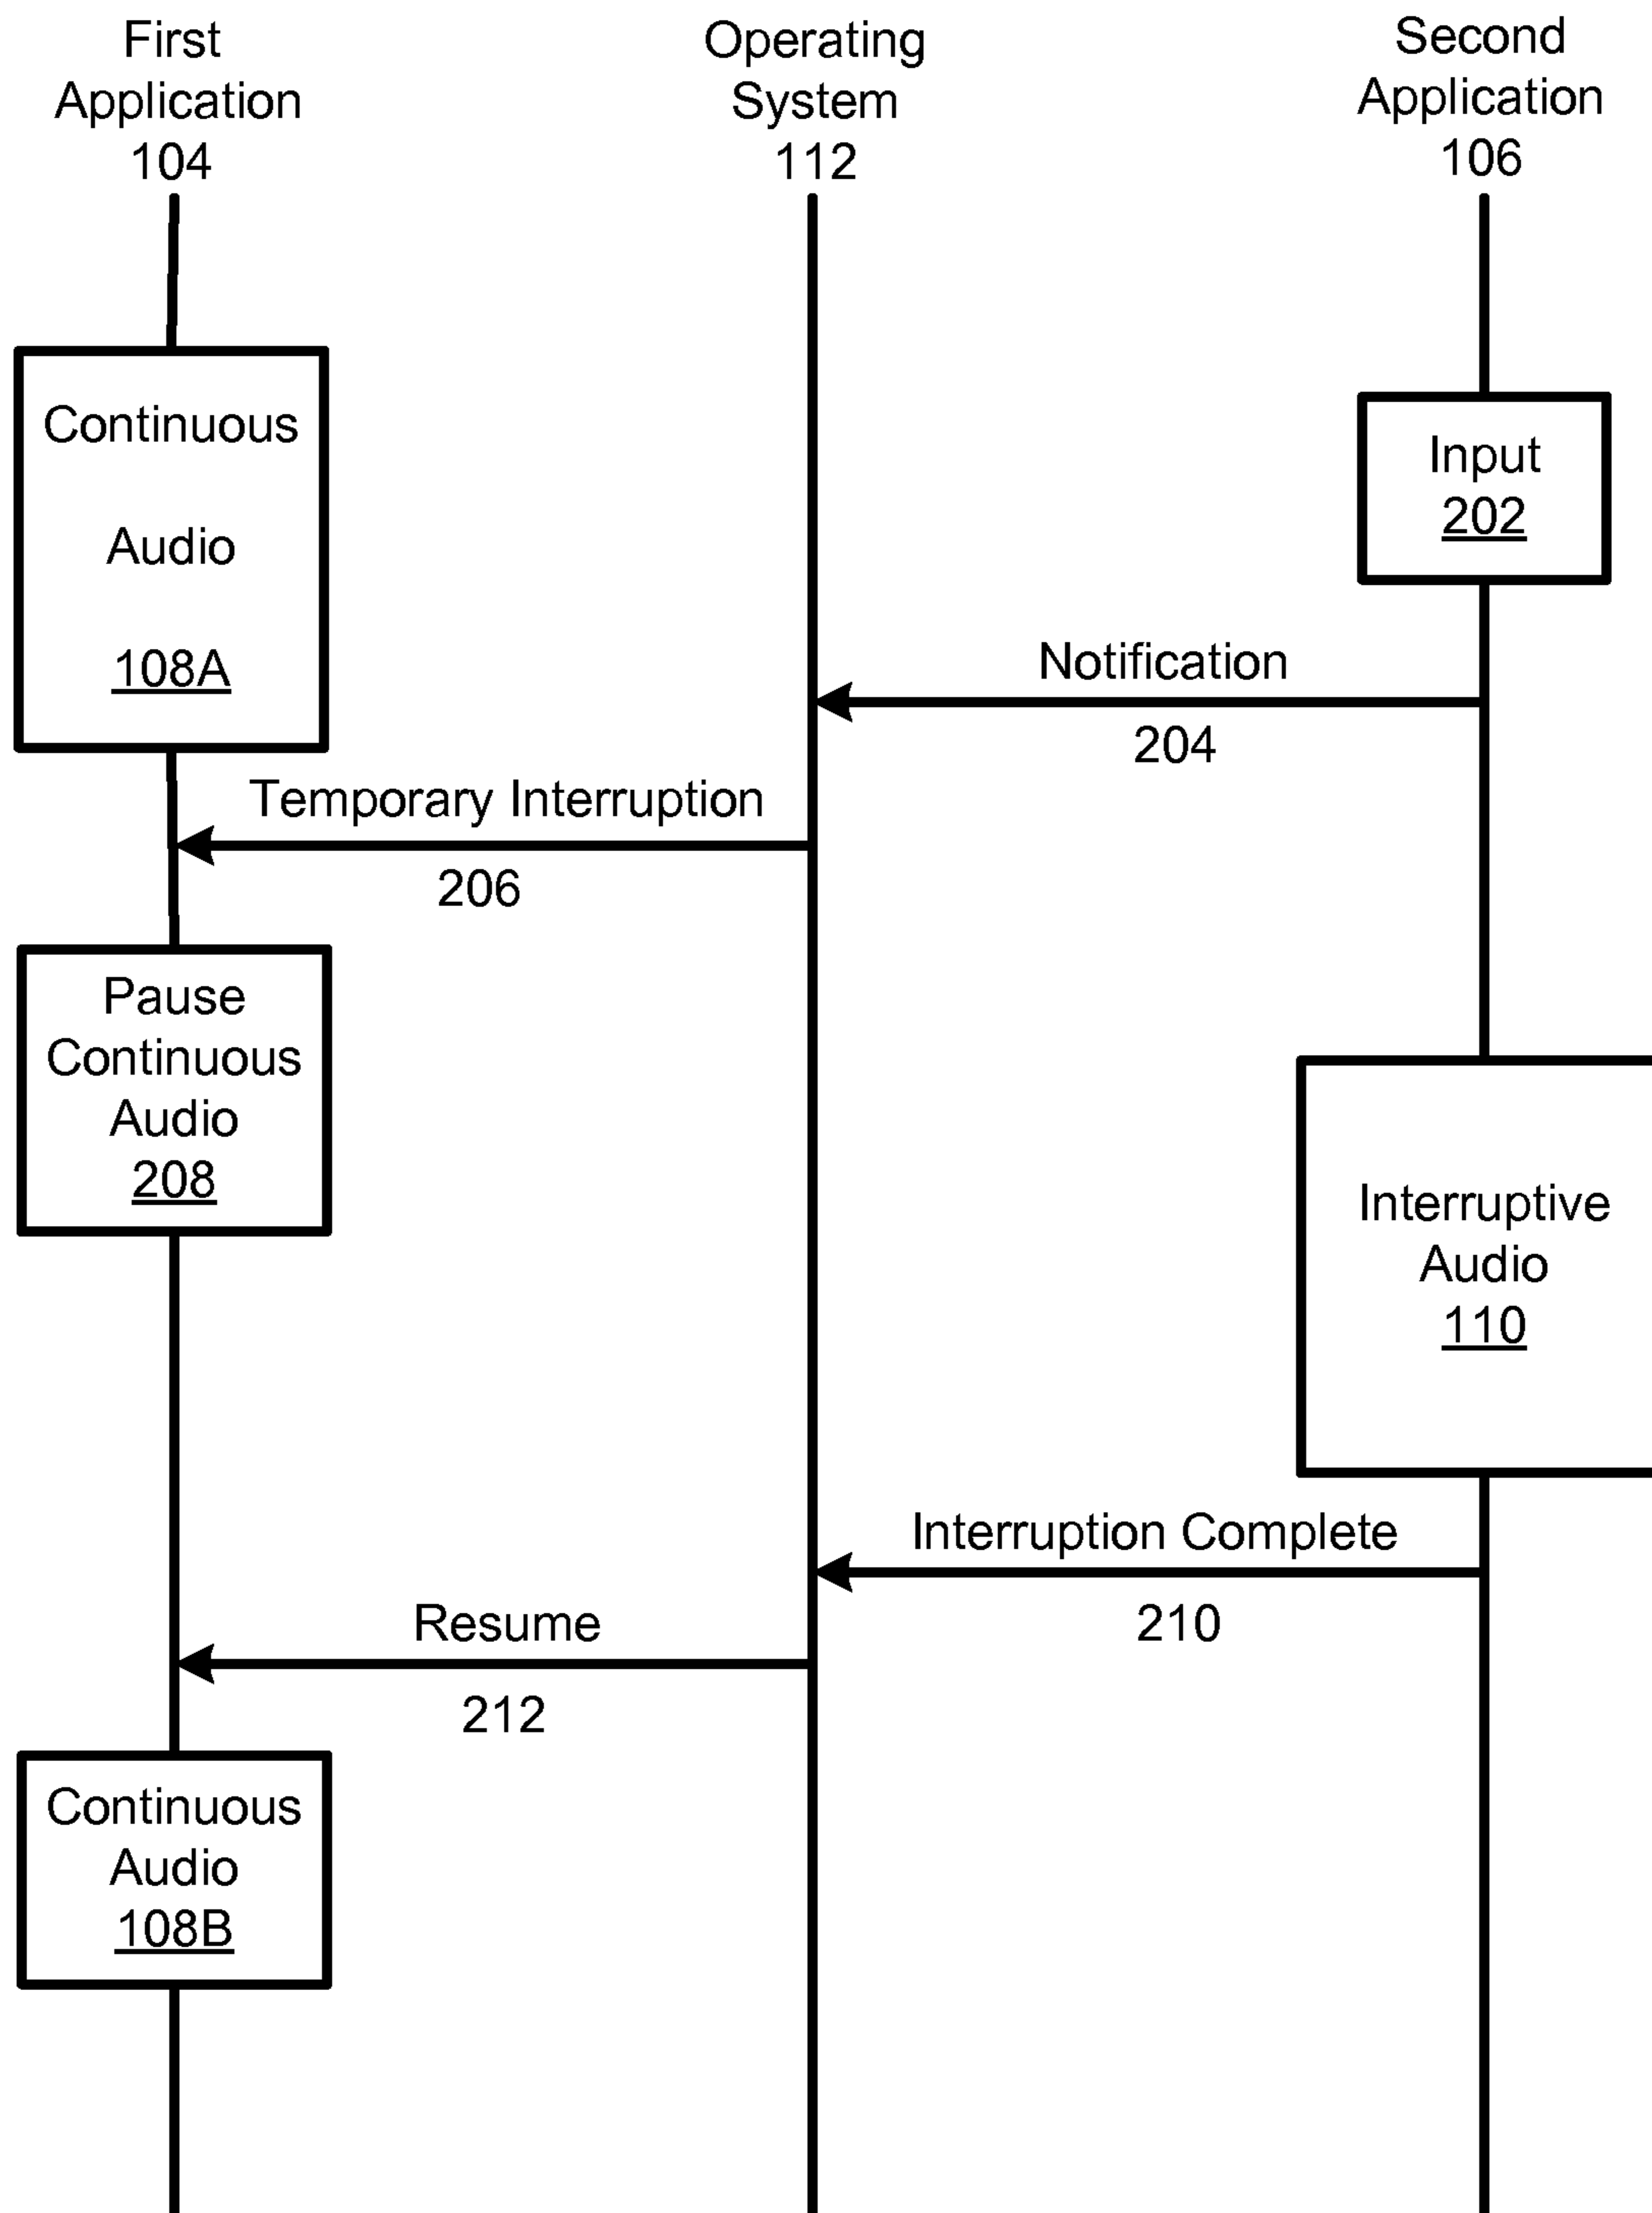 First
Application
104
Operating
System
112
Second
Application
106
Continuous
Audio
108A
Input
202
Notification
204
Temporary Interruption
206
Pause
Continuous
Audio
208
Interruptive
Audio
110
Interruption Complete
210
Resume
212
Continuous
Audio
108B